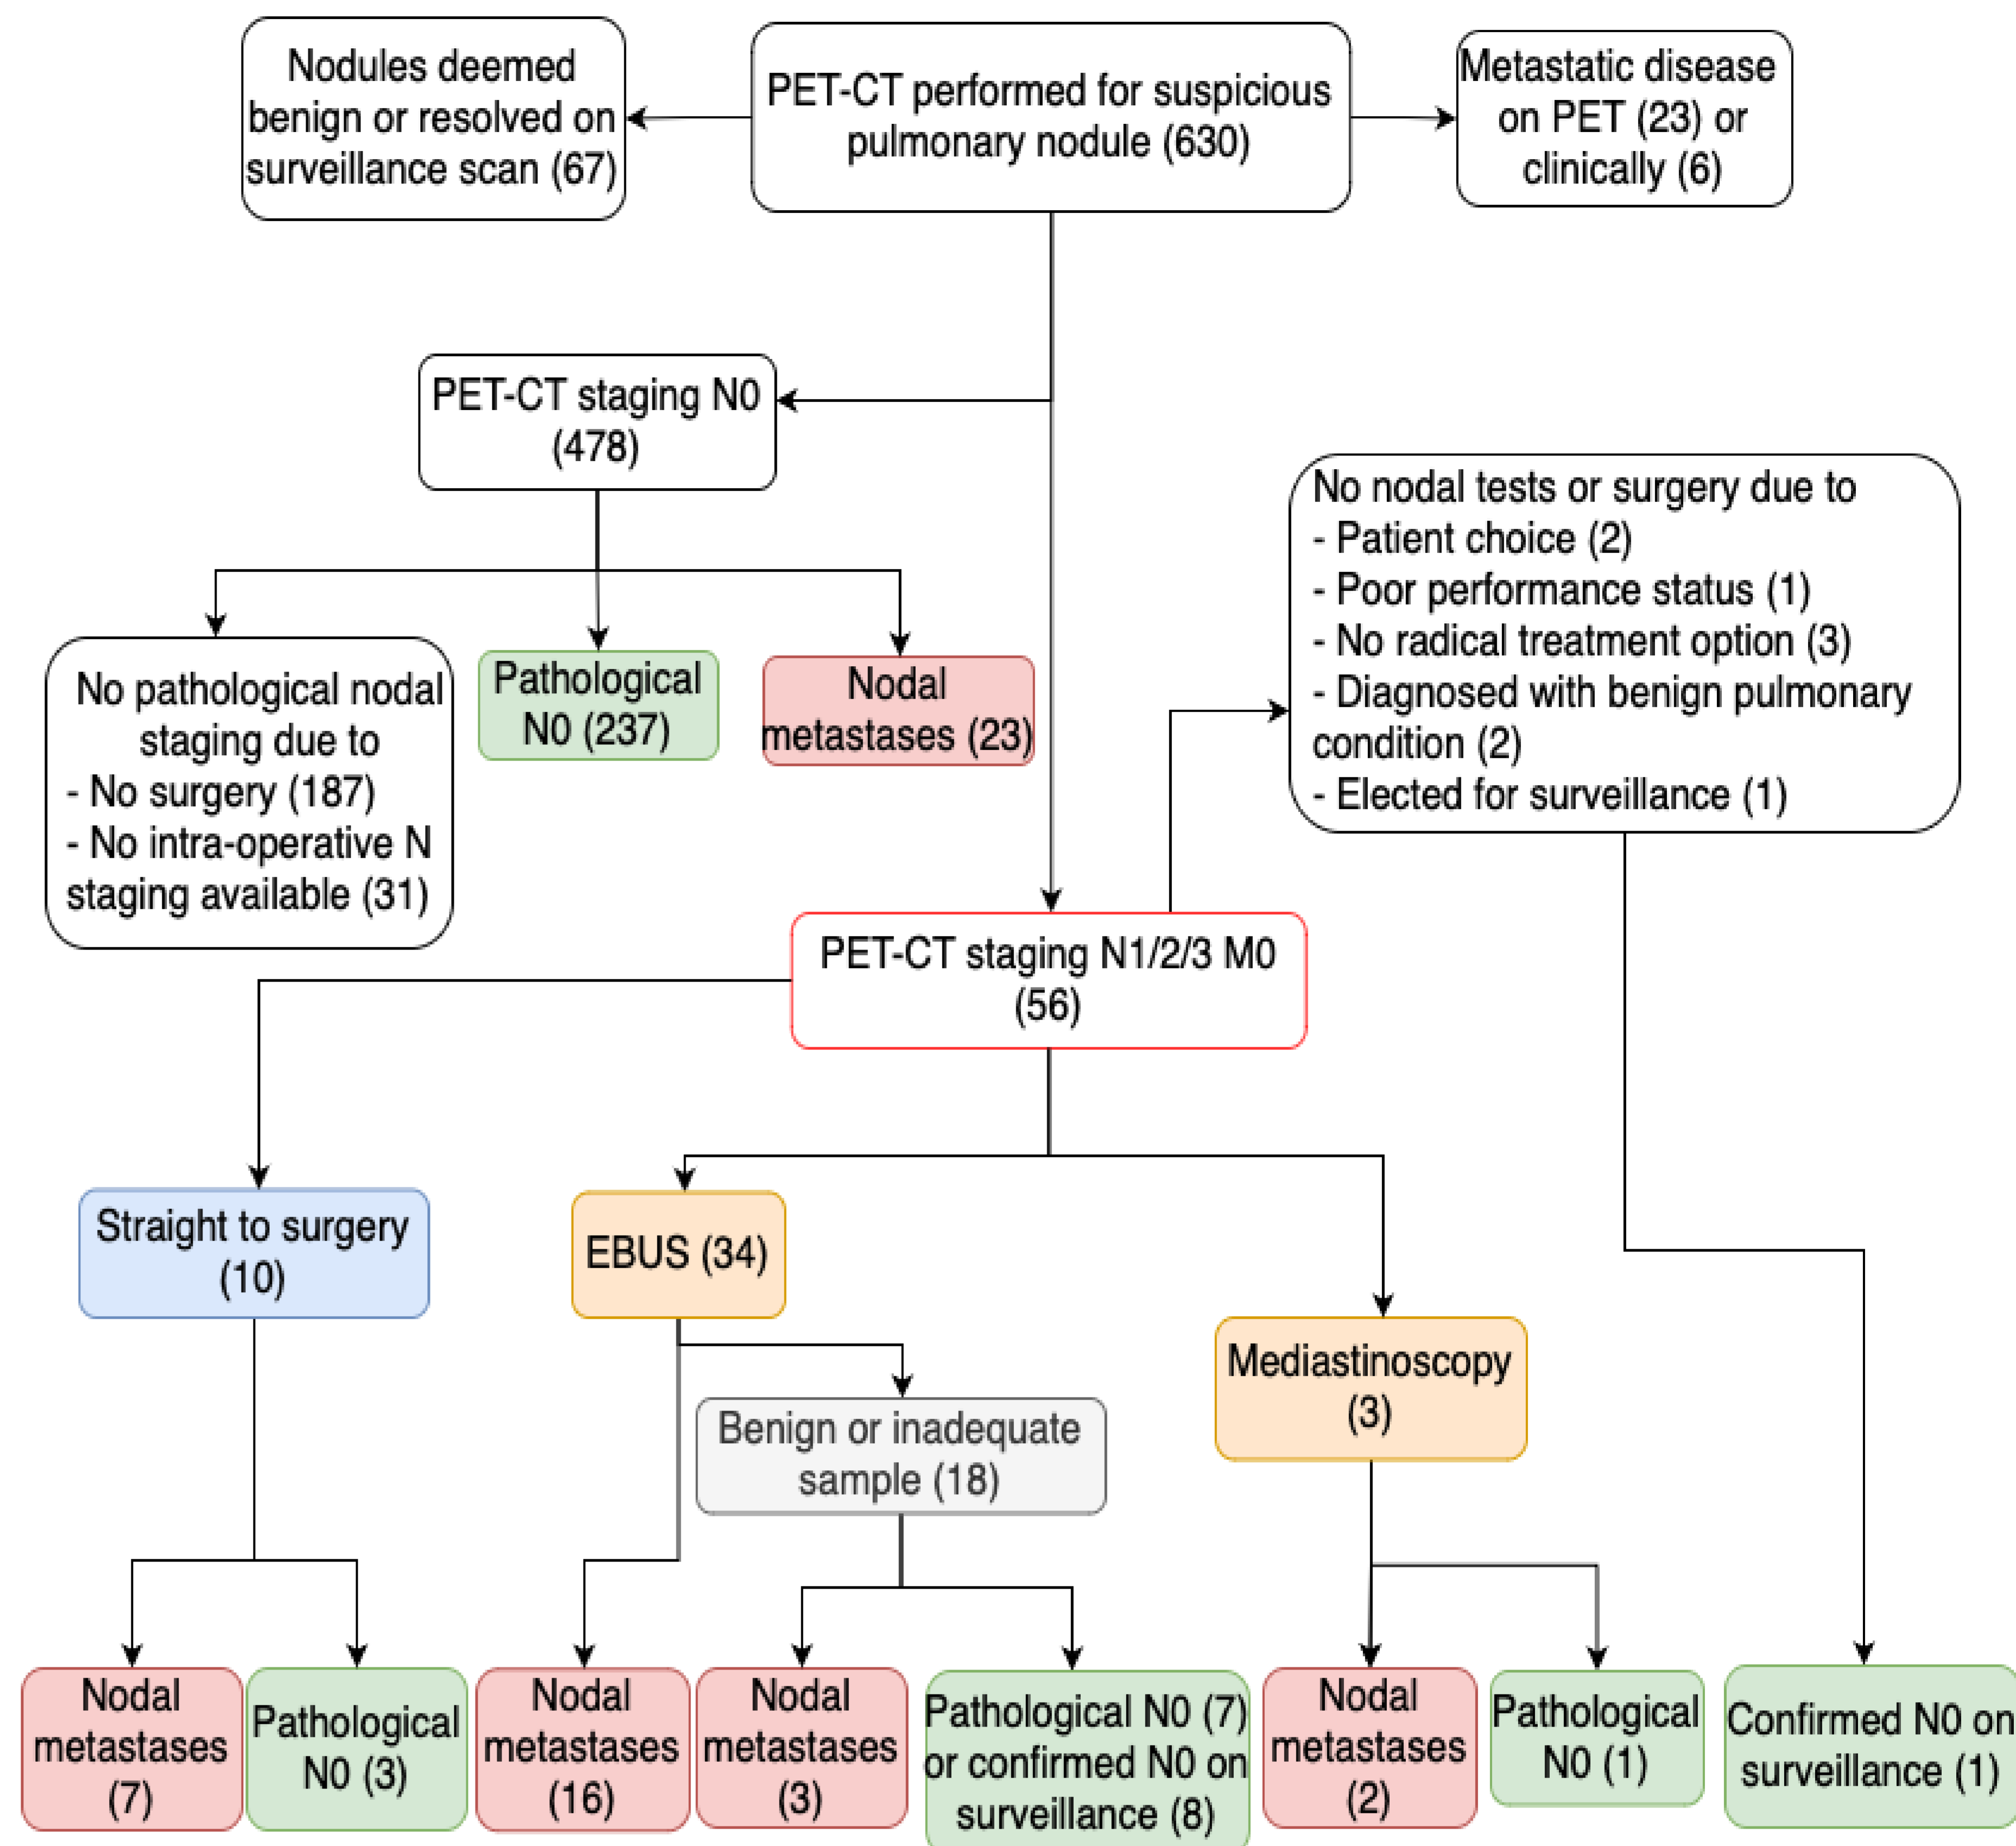 Nodules deemed
benign or resolved on
surveillance scan (67)
PET-CT performed for suspicious
pulmonary nodule (630)
Metastatic disease
on PET (23) or
clinically (6)
PET-CT staging N0
(478)
No nodal tests or surgery due to
- Patient choice (2)
- Poor performance status (1)
- No radical treatment option (3)
- Diagnosed with benign pulmonary
condition (2)
- Elected for surveillance (1)
No pathological nodal
staging due to
- No surgery (187)
- No intra-operative N
staging available (31)
Pathological
N0 (237)
Nodal
metastases (23)
PET-CT staging N1/2/3 M0
(56)
Straight to surgery
(10)
EBUS (34)
Mediastinoscopy
(3)
Benign or inadequate
sample (18)
Nodal
metastases
(7)
Pathological
N0 (3)
Nodal
metastases
(16)
Nodal
metastases
(3)
Pathological N0 (7)
or confirmed N0 on
surveillance (8)
Nodal
metastases
(2)
Pathological
N0 (1)
Confirmed N0 on
surveillance (1)